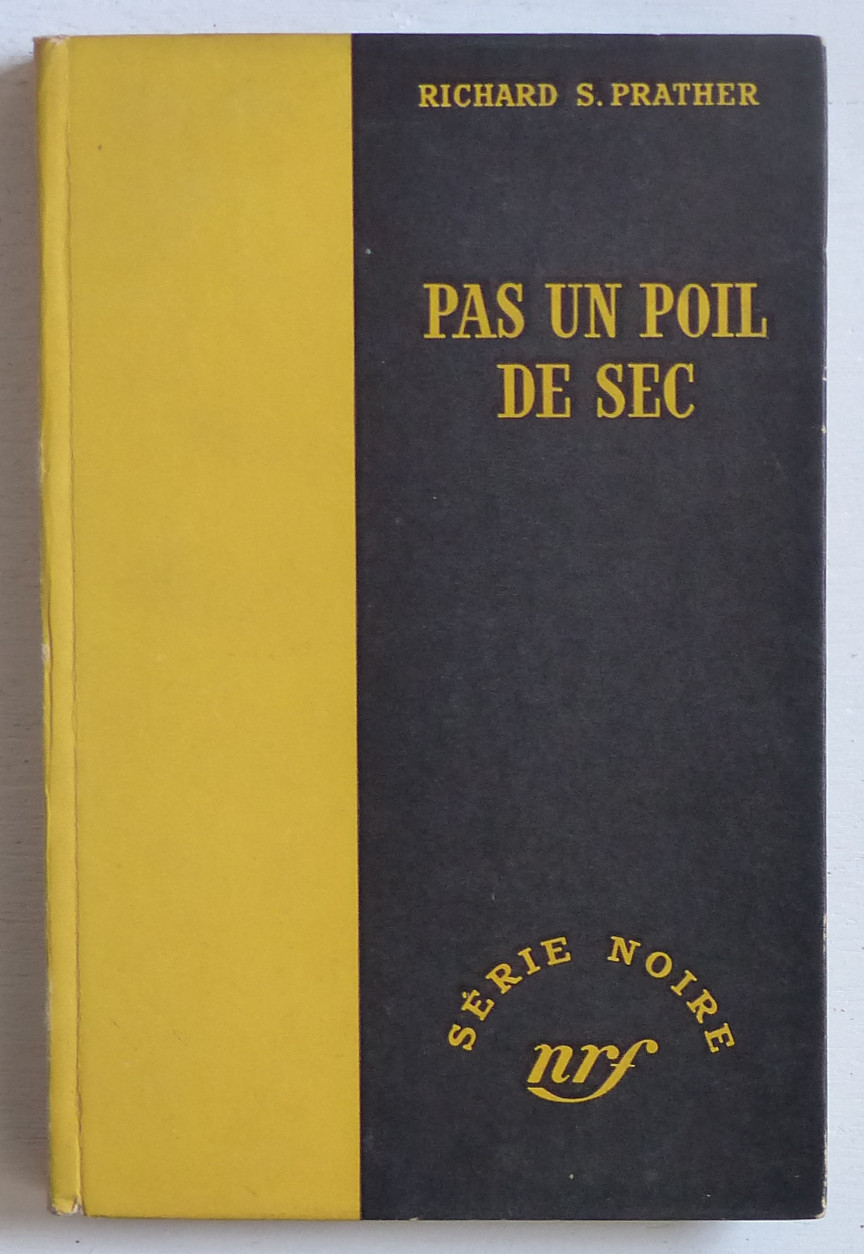 RICHARD S. PRATHER
PAS UN POIL
DE SEC
SÉRIE NOIRE
nrf